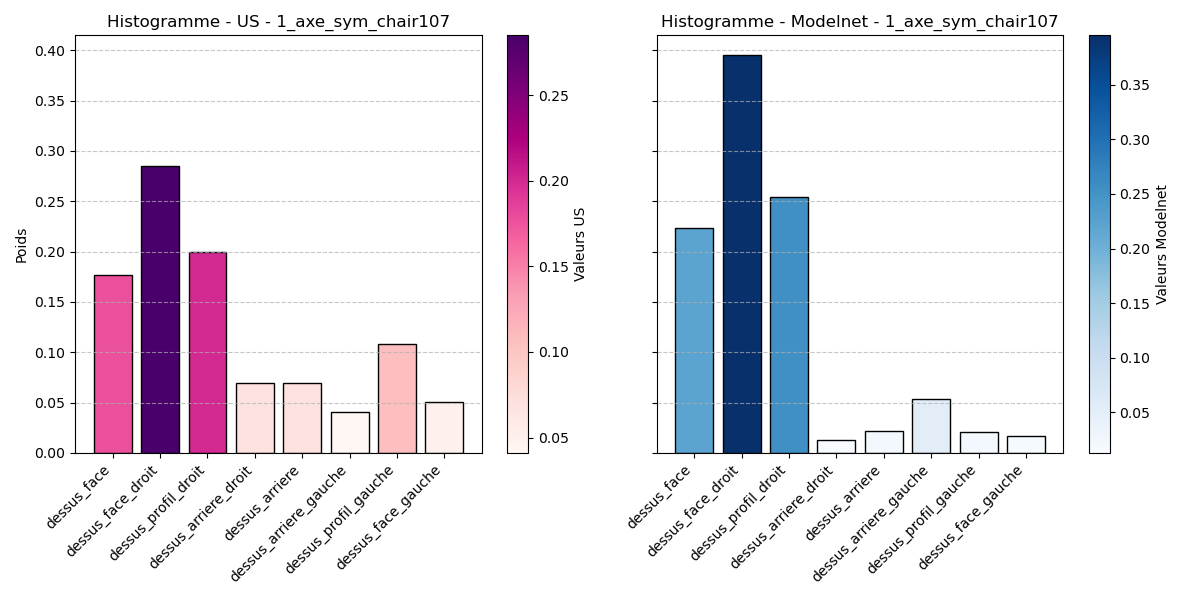 Histogramme - US - 1_axe_sym_chair107
Poids
0.40
0.35
0.30
0.25
0.20
0.15
0.10
0.05
0.00
dessus_face
dessus_face_droit
dessus_profil_droit
dessus_arriere_droit
dessus_arriere
dessus_arriere_gauche
dessus_profil_gauche
dessus_face_gauche
0.25
0.20
0.15
0.10
0.05
Valeurs US
Histogramme - Modelnet - 1_axe_sym_chair107
dessus_face
dessus_face_droit
dessus_profil_droit
dessus_arriere_droit
dessus_arriere
dessus_arriere_gauche
dessus_profil_gauche
dessus_face_gauche
0.35
0.30
0.25
0.20
0.15
0.10
0.05
Valeurs Modelnet